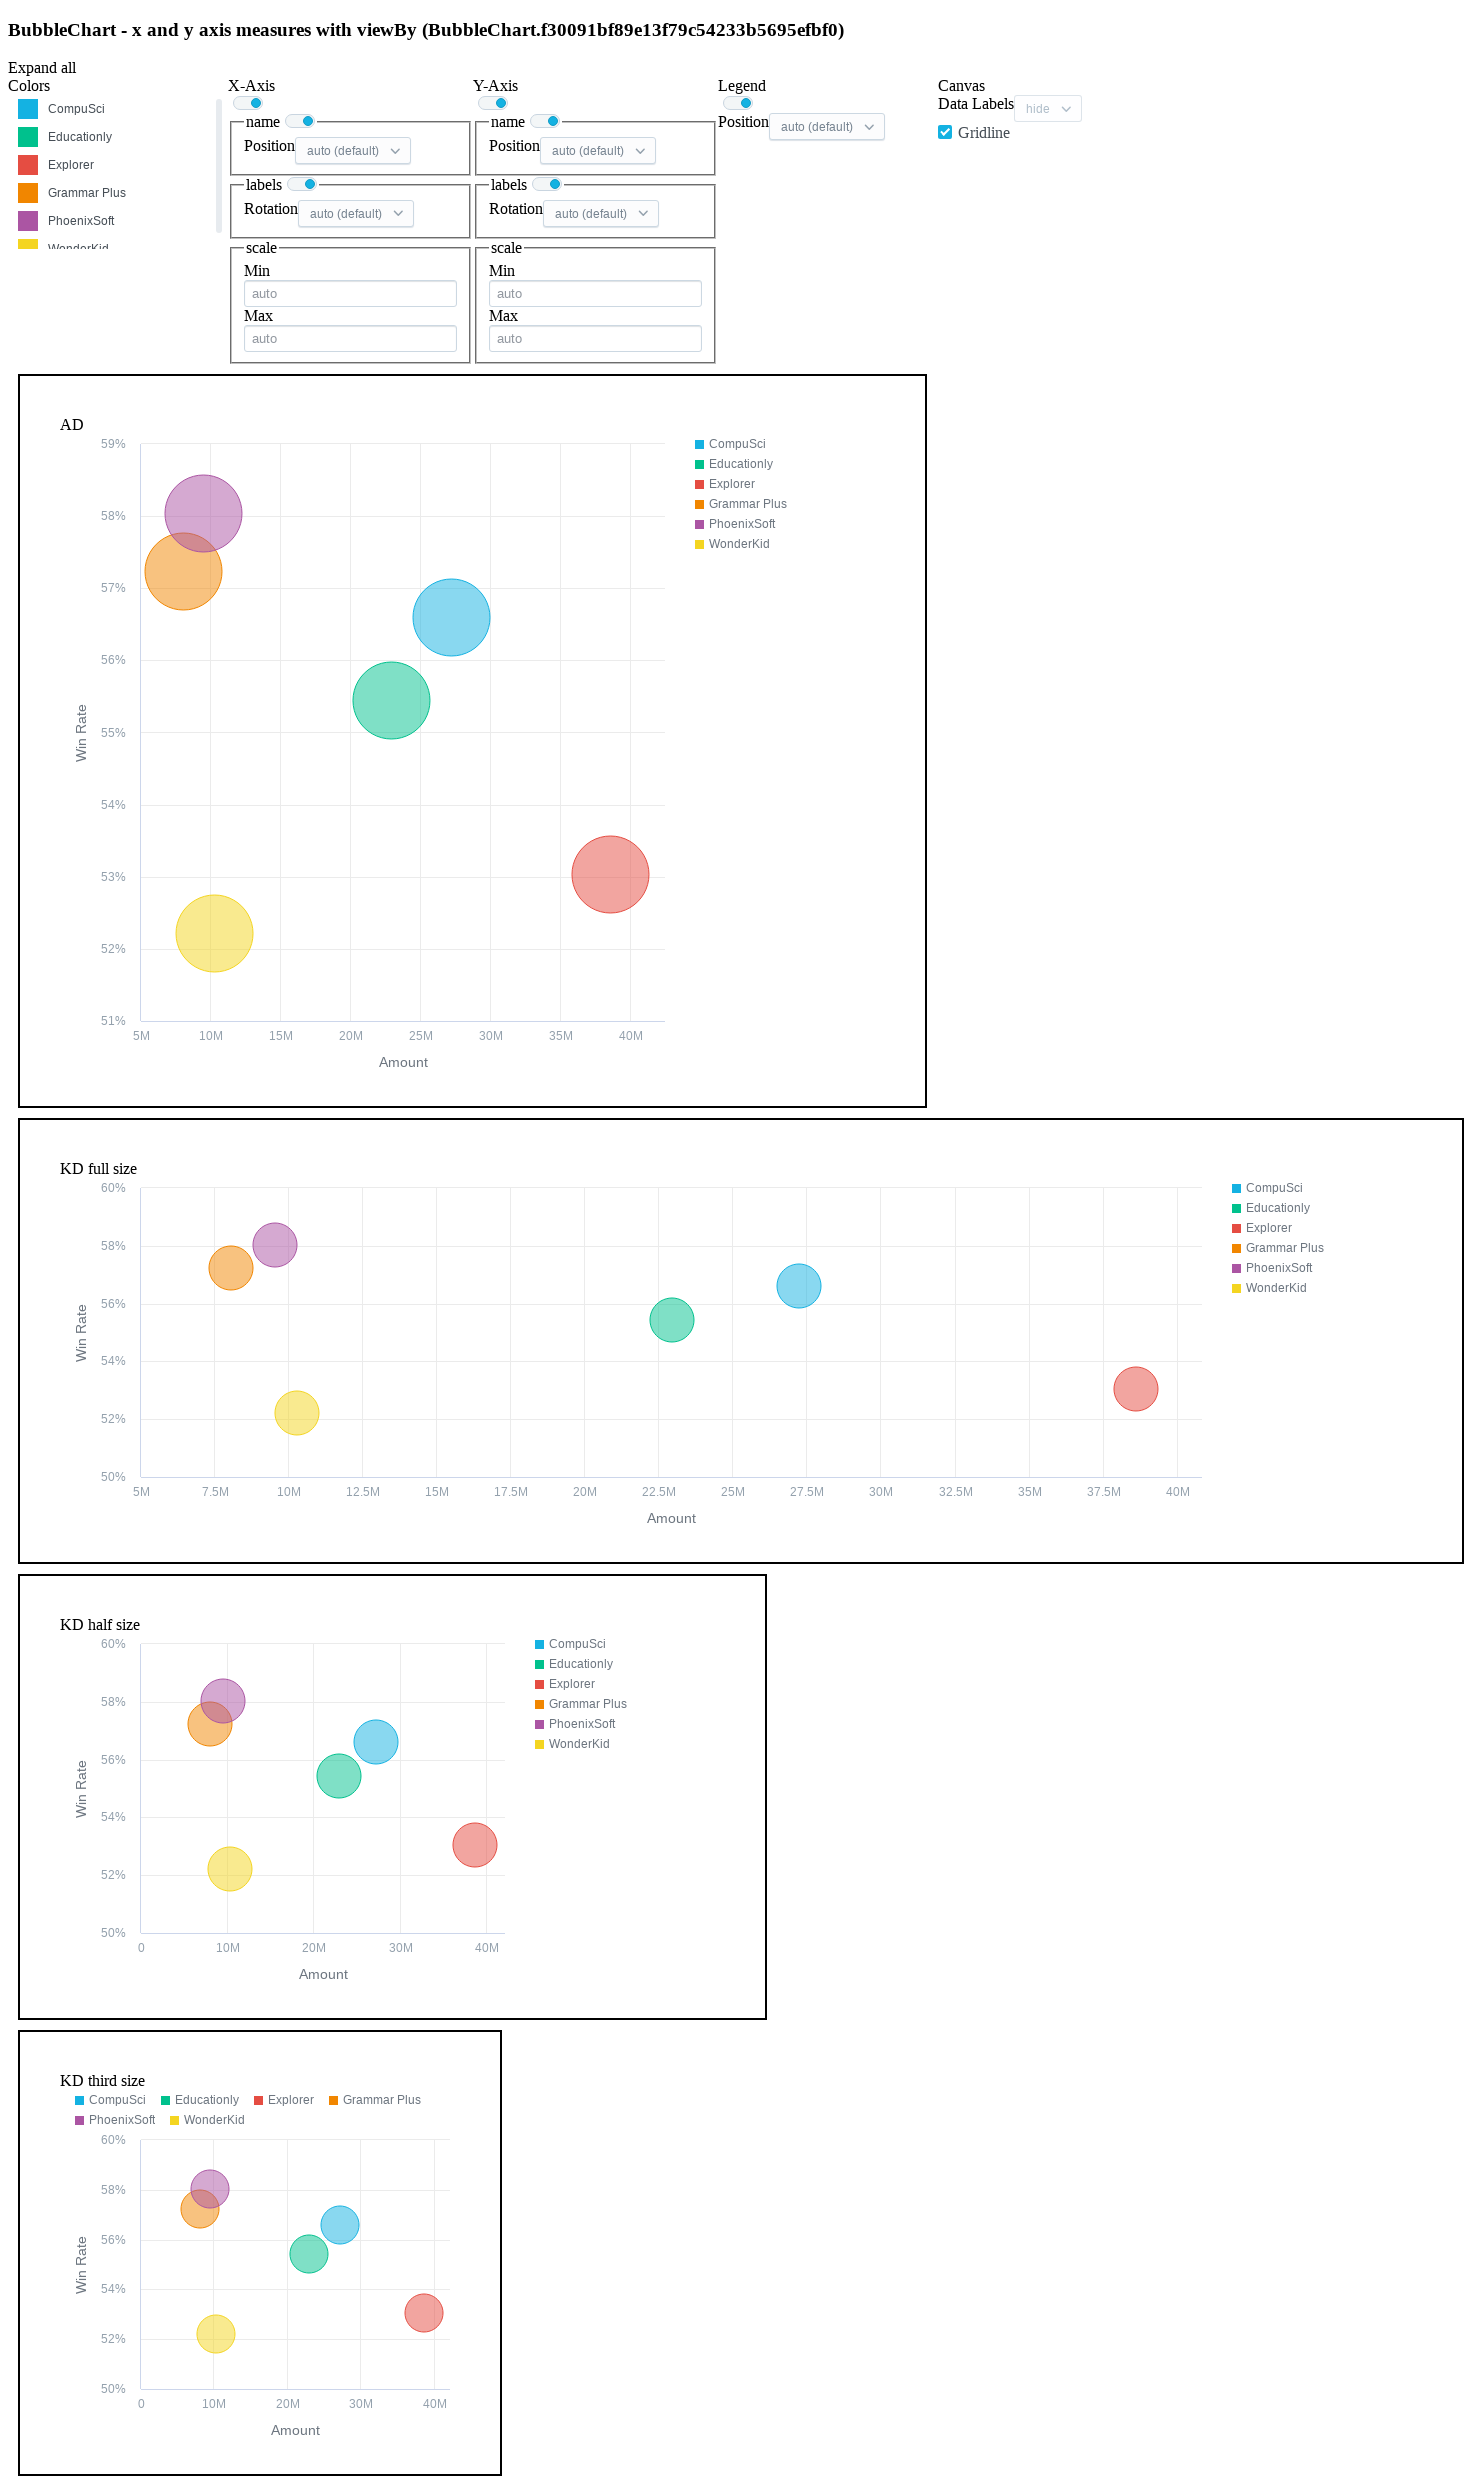 BubbleChart - x and y axis measures with viewBy (BubbleChart.f30091bf89e13f79c54233b5695efbf0)
Expand all
Colors
CompuSci
Educationly
Explorer
Grammar Plus
PhoenixSoft
WonderKid
X-Axis
name
Position auto (default)
labels
Rotation auto (default)
scale
Min
auto
Max
auto
Y-Axis
name
Position auto (default)
labels
Rotation auto (default)
scale
Min
auto
Max
auto
Legend
Position auto (default)
Canvas
Data Labels hide
Gridline
AD
59%
58%
57%
56%
55%
54%
53%
52%
51%
Win Rate
5M 10M 15M 20M 25M 30M 35M 40M
Amount
CompuSci
Educationly
Explorer
Grammar Plus
PhoenixSoft
WonderKid
KD full size
60%
58%
56%
54%
52%
50%
Win Rate
5M 7.5M 10M 12.5M 15M 17.5M 20M 22.5M 25M 27.5M 30M 32.5M 35M 37.5M 40M
Amount
CompuSci
Educationly
Explorer
Grammar Plus
PhoenixSoft
WonderKid
KD half size
60%
58%
56%
54%
52%
50%
Win Rate
0 10M 20M 30M 40M
Amount
CompuSci
Educationly
Explorer
Grammar Plus
PhoenixSoft
WonderKid
KD third size
CompuSci Educationly Explorer Grammar Plus
PhoenixSoft WonderKid
60%
58%
56%
54%
52%
50%
Win Rate
0 10M 20M 30M 40M
Amount